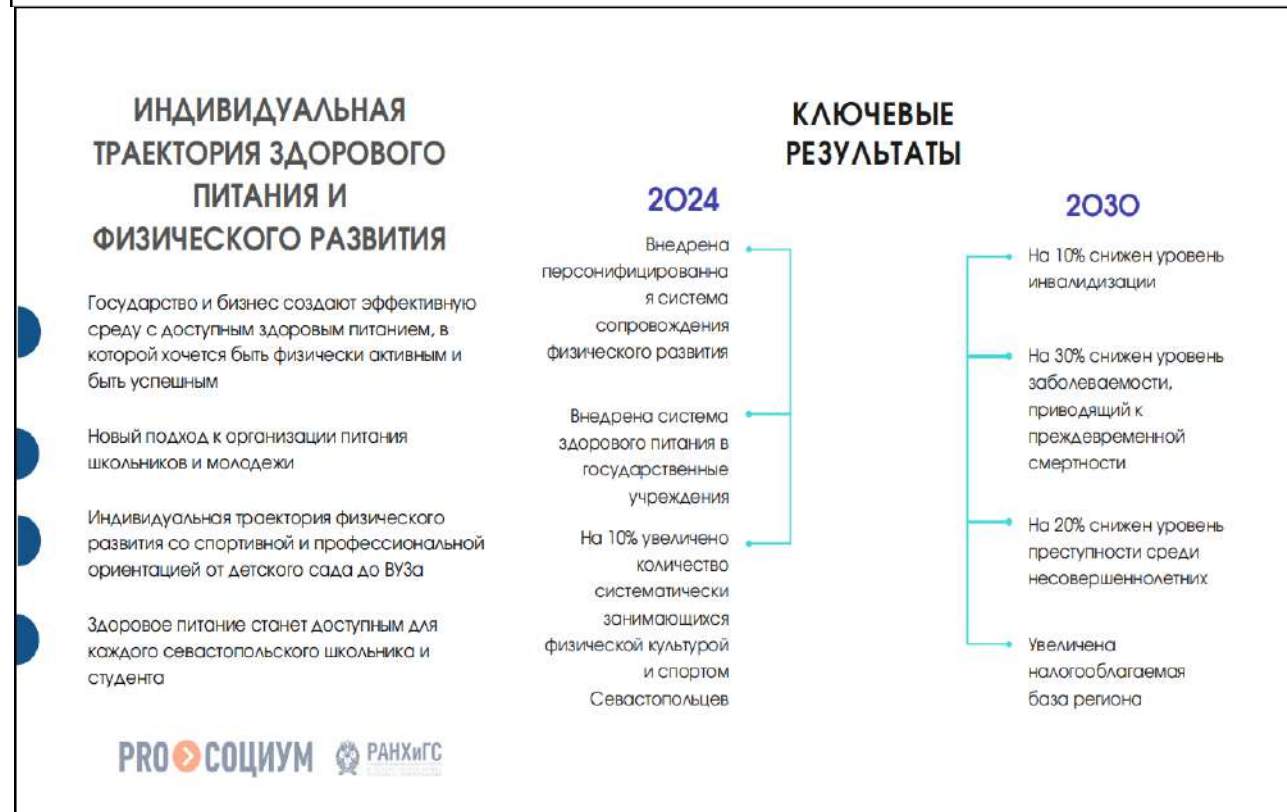 ИНДИВИДУАЛЬНАЯ
ТРАЕКТОРИЯ ЗДОРОВОГО
ПИТАНИЯ И
ФИЗИЧЕСКОГО РАЗВИТИЯ
Государство и бизнес создают эффективную
среду с доступным здоровым питанием, в
которой хочется быть физически активным и
быть успешным
Новый подход к организации питания
школьников и молодежи
Индивидуальная траектория физического
развития со спортивной и профессиональной
ориентацией от детского сада до ВУЗа
Здоровое питание станет доступным для
каждого севастопольского школьника и
студента
PRO СОЦИУМ
РАНХиГС
КЛЮЧЕВЫЕ
РЕЗУЛЬТАТЫ
2024
Внедрена
персонифицированна
я система
сопровождения
физического развития
Внедрена система
здорового питания в
государственные
учреждения
На 10% увеличено
количество
систематически
занимающихся
физической культурой
и спортом
Севастопольцев
2030
На 10% снижен уровень
инвалидизации
На 30% снижен уровень
заболеваемости,
приводящий к
преждевременной
смертности
На 20% снижен уровень
преступности среди
несовершеннолетних
Увеличена
налогооблагаемая
база региона